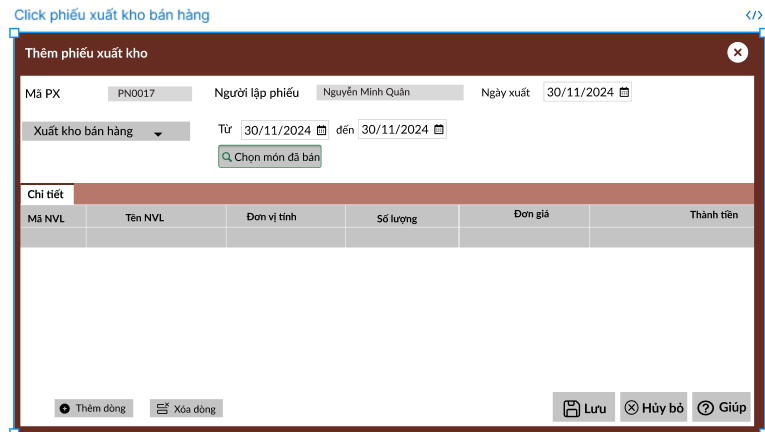 Click phiếu xuất kho bán hàng
</>
Thêm phiếu xuất kho
Mã PX PN0017 Người lập phiếu Nguyễn Minh Quân Ngày xuất 30/11/2024
Xuất kho bán hàng Từ 30/11/2024 đến 30/11/2024
Chọn món đã bán
Chi tiết
Mã NVL Tên NVL Đơn vị tính Số lượng Đơn giá Thành tiền
Thêm dòng Xóa dòng Lưu Hủy bỏ Giúp